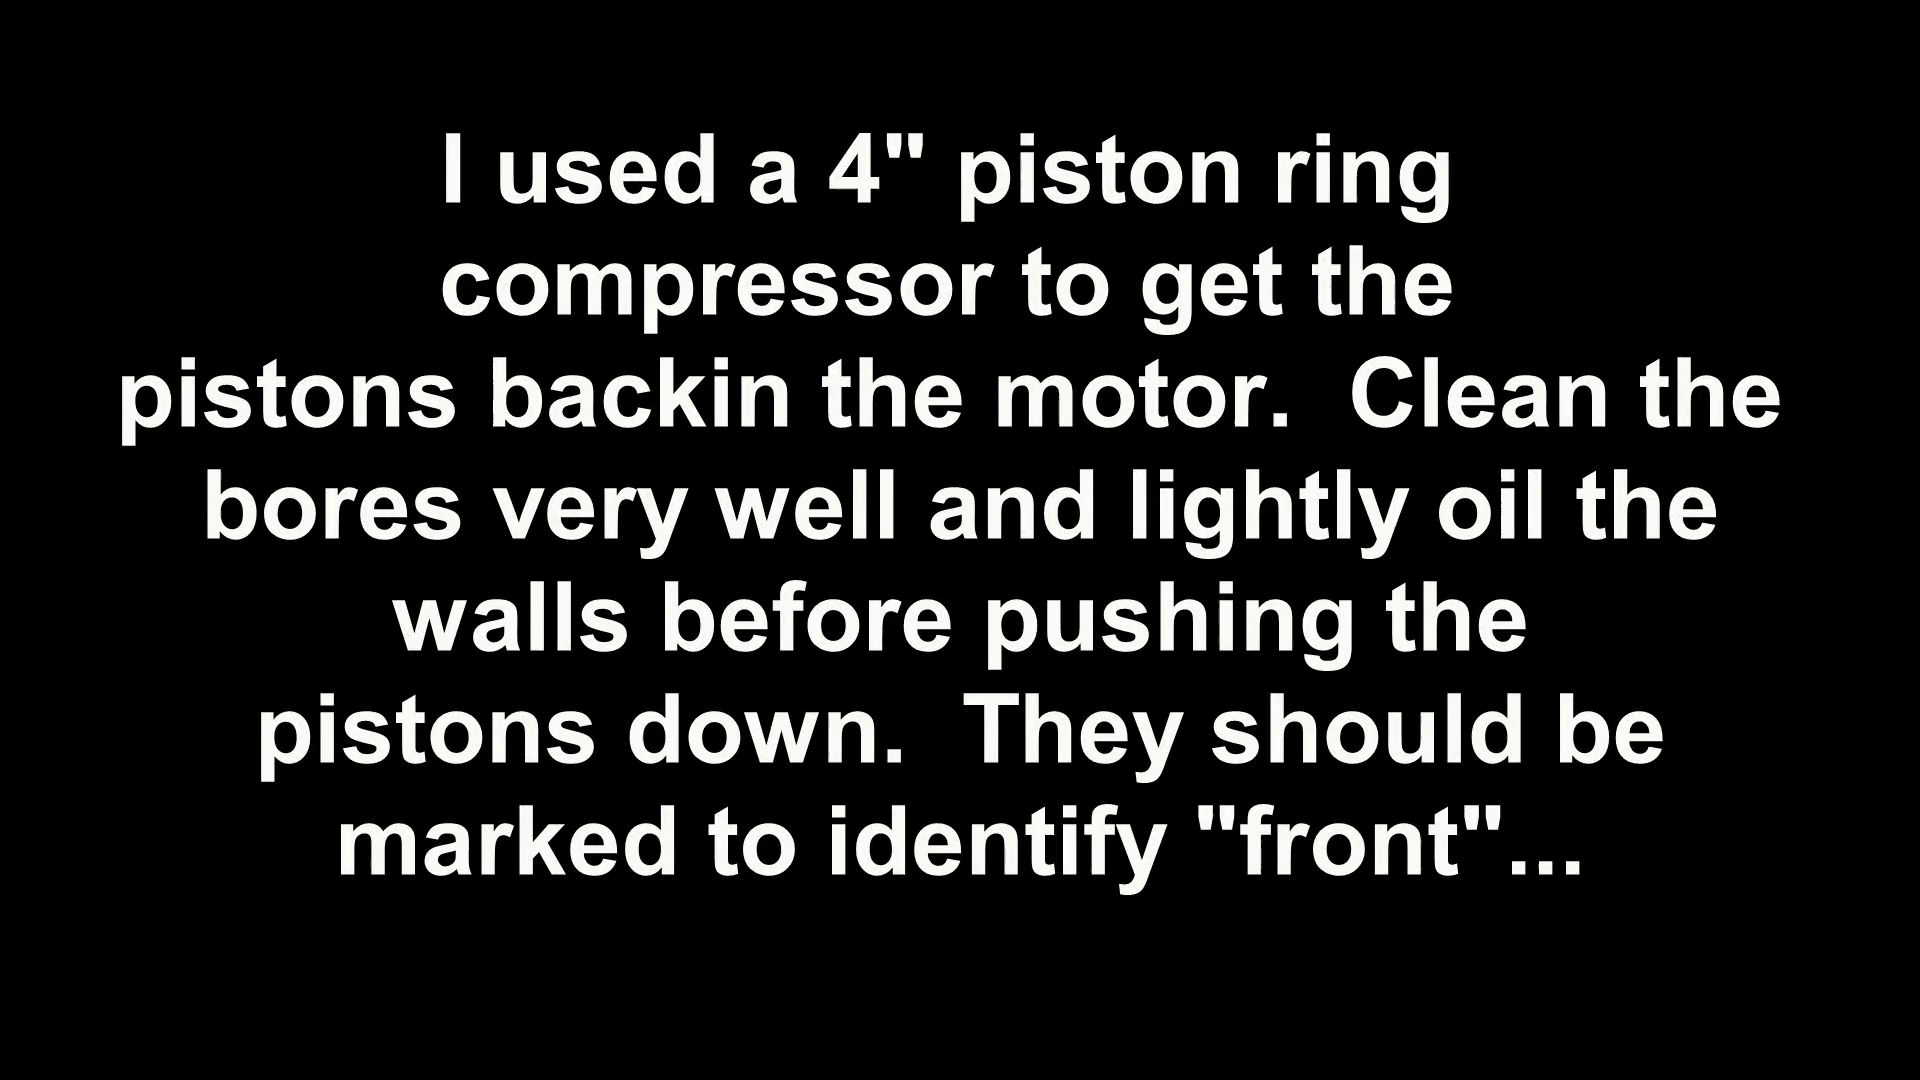 I used a 4" piston ring
compressor to get the
pistons backin the motor.  Clean the
bores very well and lightly oil the
walls before pushing the
pistons down.  They should be
marked to identify "front"...